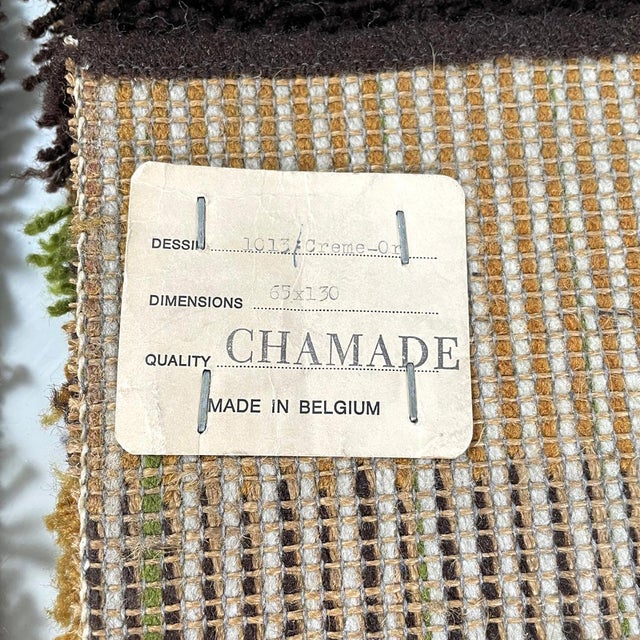 DESSIN 1013/Creme-Or
DIMENSIONS 65x130
QUALITY CHAMADE
MADE IN BELGIUM